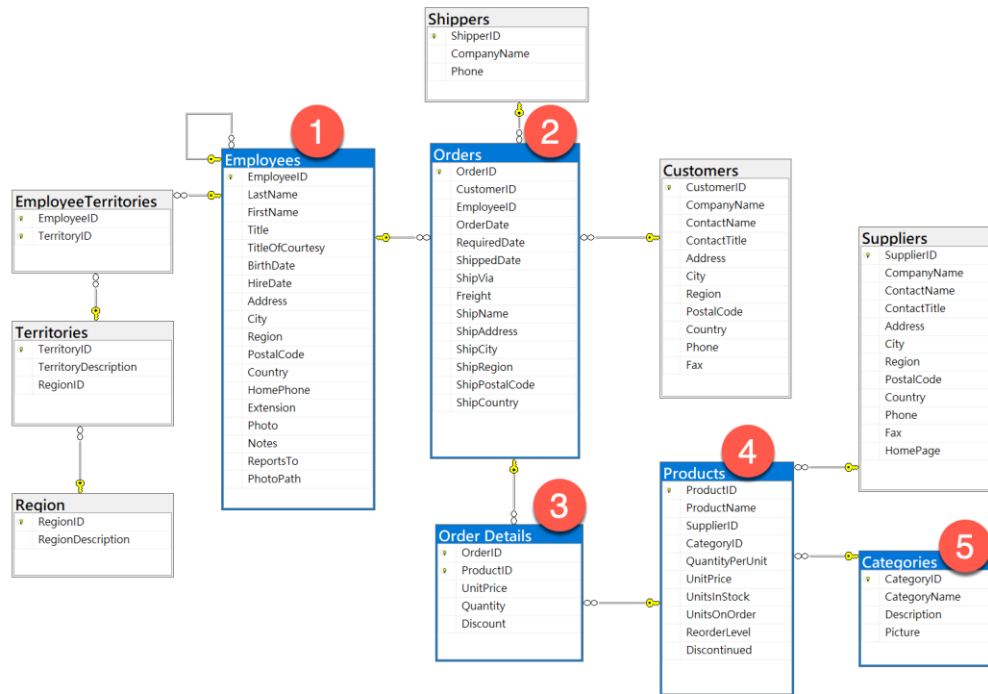 Shippers
ShipperID
CompanyName
Phone
1
Employees
EmployeeID
LastName
FirstName
Title
TitleOfCourtesy
BirthDate
HireDate
Address
City
Region
PostalCode
Country
HomePhone
Extension
Photo
Notes
ReportsTo
PhotoPath
2
Orders
OrderID
CustomerID
EmployeeID
OrderDate
RequiredDate
ShippedDate
ShipVia
Freight
ShipName
ShipAddress
ShipCity
ShipRegion
ShipPostalCode
ShipCountry
Customers
CustomerID
CompanyName
ContactName
ContactTitle
Address
City
Region
PostalCode
Country
Phone
Fax
Suppliers
SupplierID
CompanyName
ContactName
ContactTitle
Address
City
Region
PostalCode
Country
Phone
Fax
HomePage
EmployeeTerritories
EmployeeID
TerritoryID
Territories
TerritoryID
TerritoryDescription
RegionID
Region
RegionID
RegionDescription
3
Order Details
OrderID
ProductID
UnitPrice
Quantity
Discount
4
Products
ProductID
ProductName
SupplierID
CategoryID
QuantityPerUnit
UnitPrice
UnitsInStock
UnitsOnOrder
ReorderLevel
Discontinued
5
Categories
CategoryID
CategoryName
Description
Picture